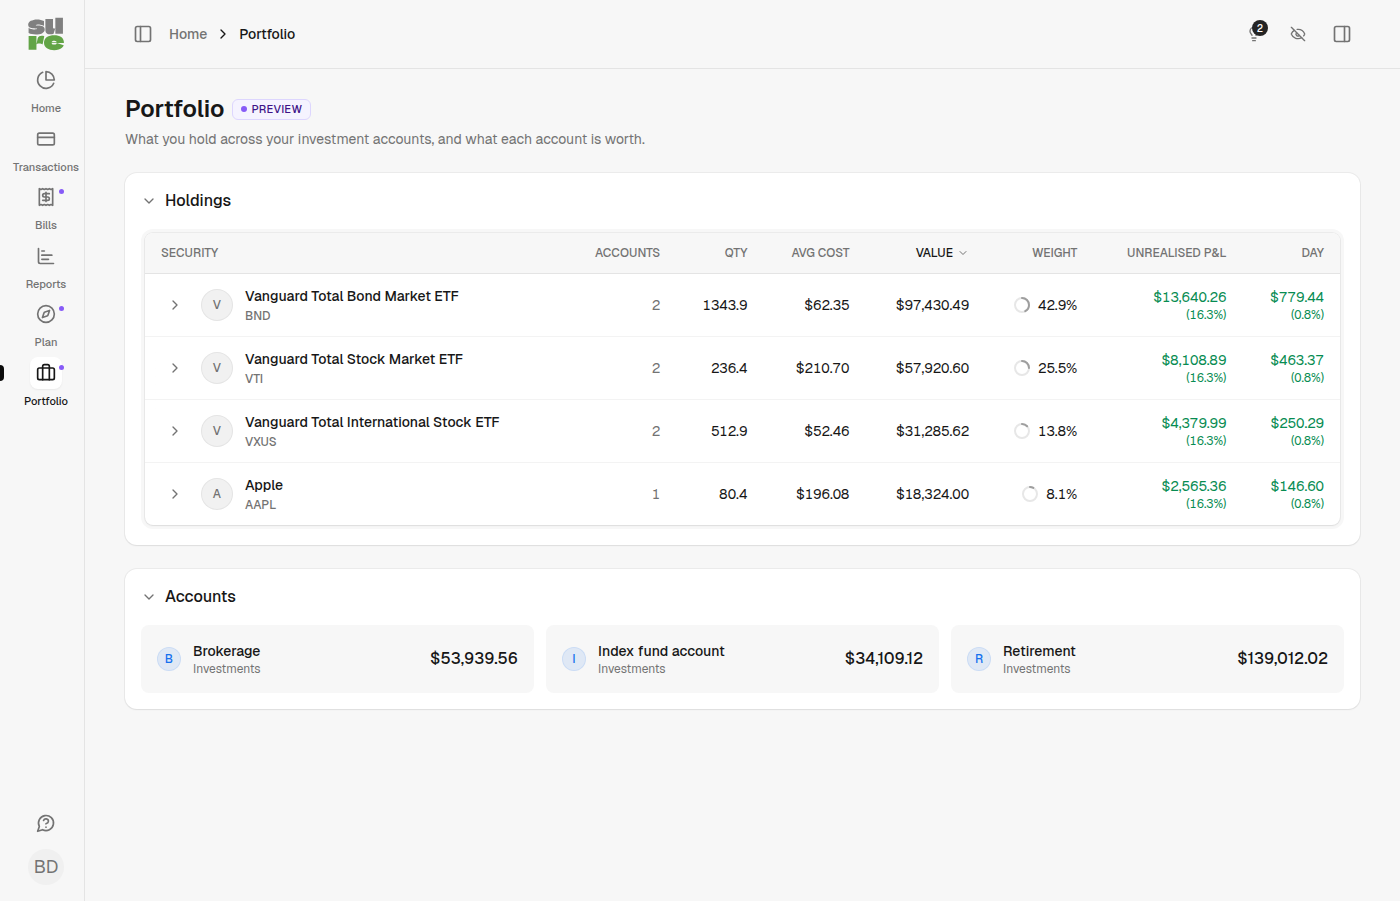 sure
Home > Portfolio
2
Home
Transactions
Bills
Reports
Plan
Portfolio
BD
Portfolio
PREVIEW
What you hold across your investment accounts, and what each account is worth.
Holdings
SECURITY ACCOUNTS QTY AVG COST VALUE WEIGHT UNREALISED P&L DAY
V Vanguard Total Bond Market ETF 2 1343.9 $62.35 $97,430.49 42.9% $13,640.26 $779.44
BND (16.3%) (0.8%)
V Vanguard Total Stock Market ETF 2 236.4 $210.70 $57,920.60 25.5% $8,108.89 $463.37
VTI (16.3%) (0.8%)
V Vanguard Total International Stock ETF 2 512.9 $52.46 $31,285.62 13.8% $4,379.99 $250.29
VXUS (16.3%) (0.8%)
A Apple 1 80.4 $196.08 $18,324.00 8.1% $2,565.36 $146.60
AAPL (16.3%) (0.8%)
Accounts
B Brokerage $53,939.56
Investments
I Index fund account $34,109.12
Investments
R Retirement $139,012.02
Investments